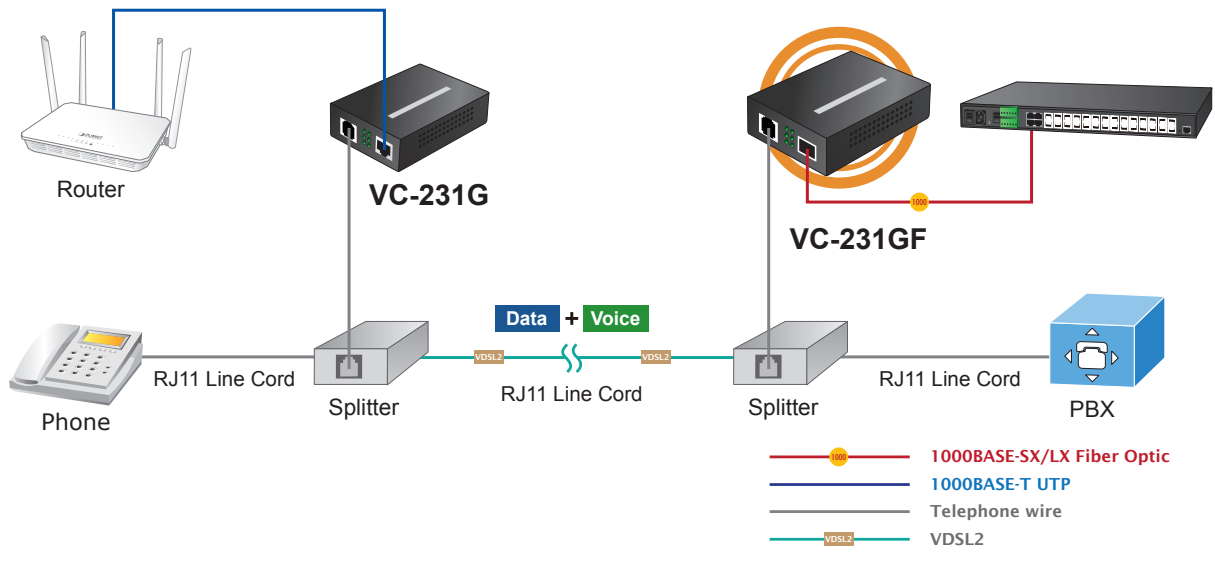 PLANET
Router
VC-231G
VC-231GF
1000
Data + Voice
VDSL2
VDSL2
RJ11 Line Cord
RJ11 Line Cord
RJ11 Line Cord
Phone
Splitter
Splitter
PBX
1000 1000BASE-SX/LX Fiber Optic
1000BASE-T UTP
Telephone wire
VDSL2 VDSL2